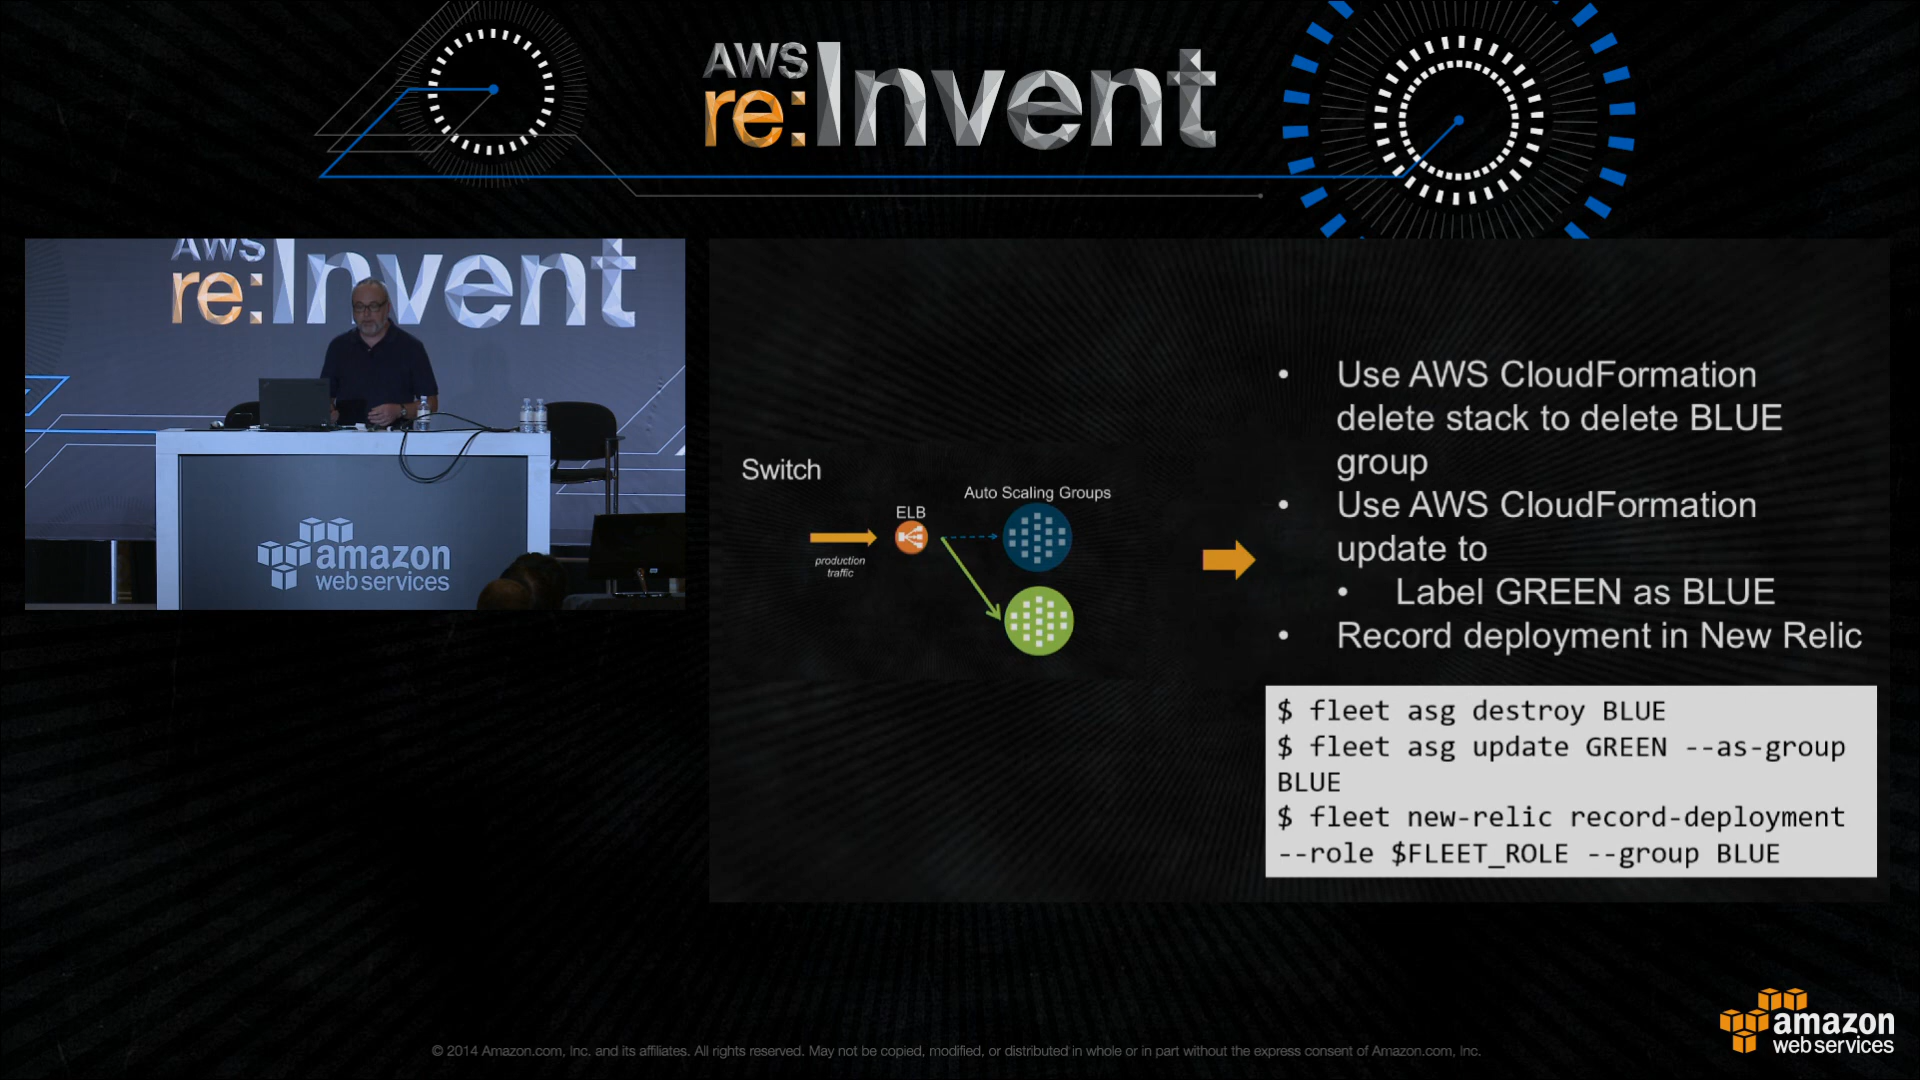 AWS
re:Invent
AWS
re:Invent
amazon
web services
Switch
Auto Scaling Groups
ELB
production
traffic
• Use AWS CloudFormation
delete stack to delete BLUE
group
• Use AWS CloudFormation
update to
• Label GREEN as BLUE
• Record deployment in New Relic
$ fleet asg destroy BLUE
$ fleet asg update GREEN --as-group
BLUE
$ fleet new-relic record-deployment
--role $FLEET_ROLE --group BLUE
amazon
web services
© 2014 Amazon.com, Inc. and its affiliates. All rights reserved. May not be copied, modified, or distributed in whole or in part without the express consent of Amazon.com, Inc.